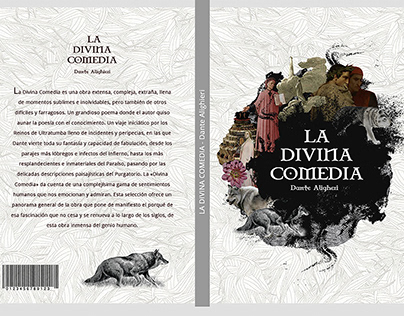 LA
DIVINA
COMEDIA
Dante Alighieri
La Divina Comedia es una obra extensa, compleja, extraña, llena
de momentos sublimes e inolvidables, pero también de otros
difíciles y farragosos. Un grandioso poema donde el autor quiso
aunar la poesía con el conocimiento. Un viaje iniciático por los
Reinos de Ultratumba lleno de incidentes y peripecias, en las que
Dante vierte toda su fantasía y capacidad de fabulación, desde los
parajes más lóbregos e infectos del Infierno, hasta los más
resplandecientes e inmateriales del Paraíso, pasando por las
delicadas descripciones paisajísticas del Purgatorio. La «Divina
Comedia» da cuenta de una complejísima gama de sentimientos
humanos que nos emocionan y admiran. Esta selección ofrece un
panorama general de la obra que pone de manifiesto el porqué de
esa fascinación que no cesa y se renueva a lo largo de los siglos, de
esta obra inmensa del genio humano.
0123456789123
LA DIVINA COMEDIA - Dante Alighieri
LA
DIVINA
COMEDIA
Dante Alighieri